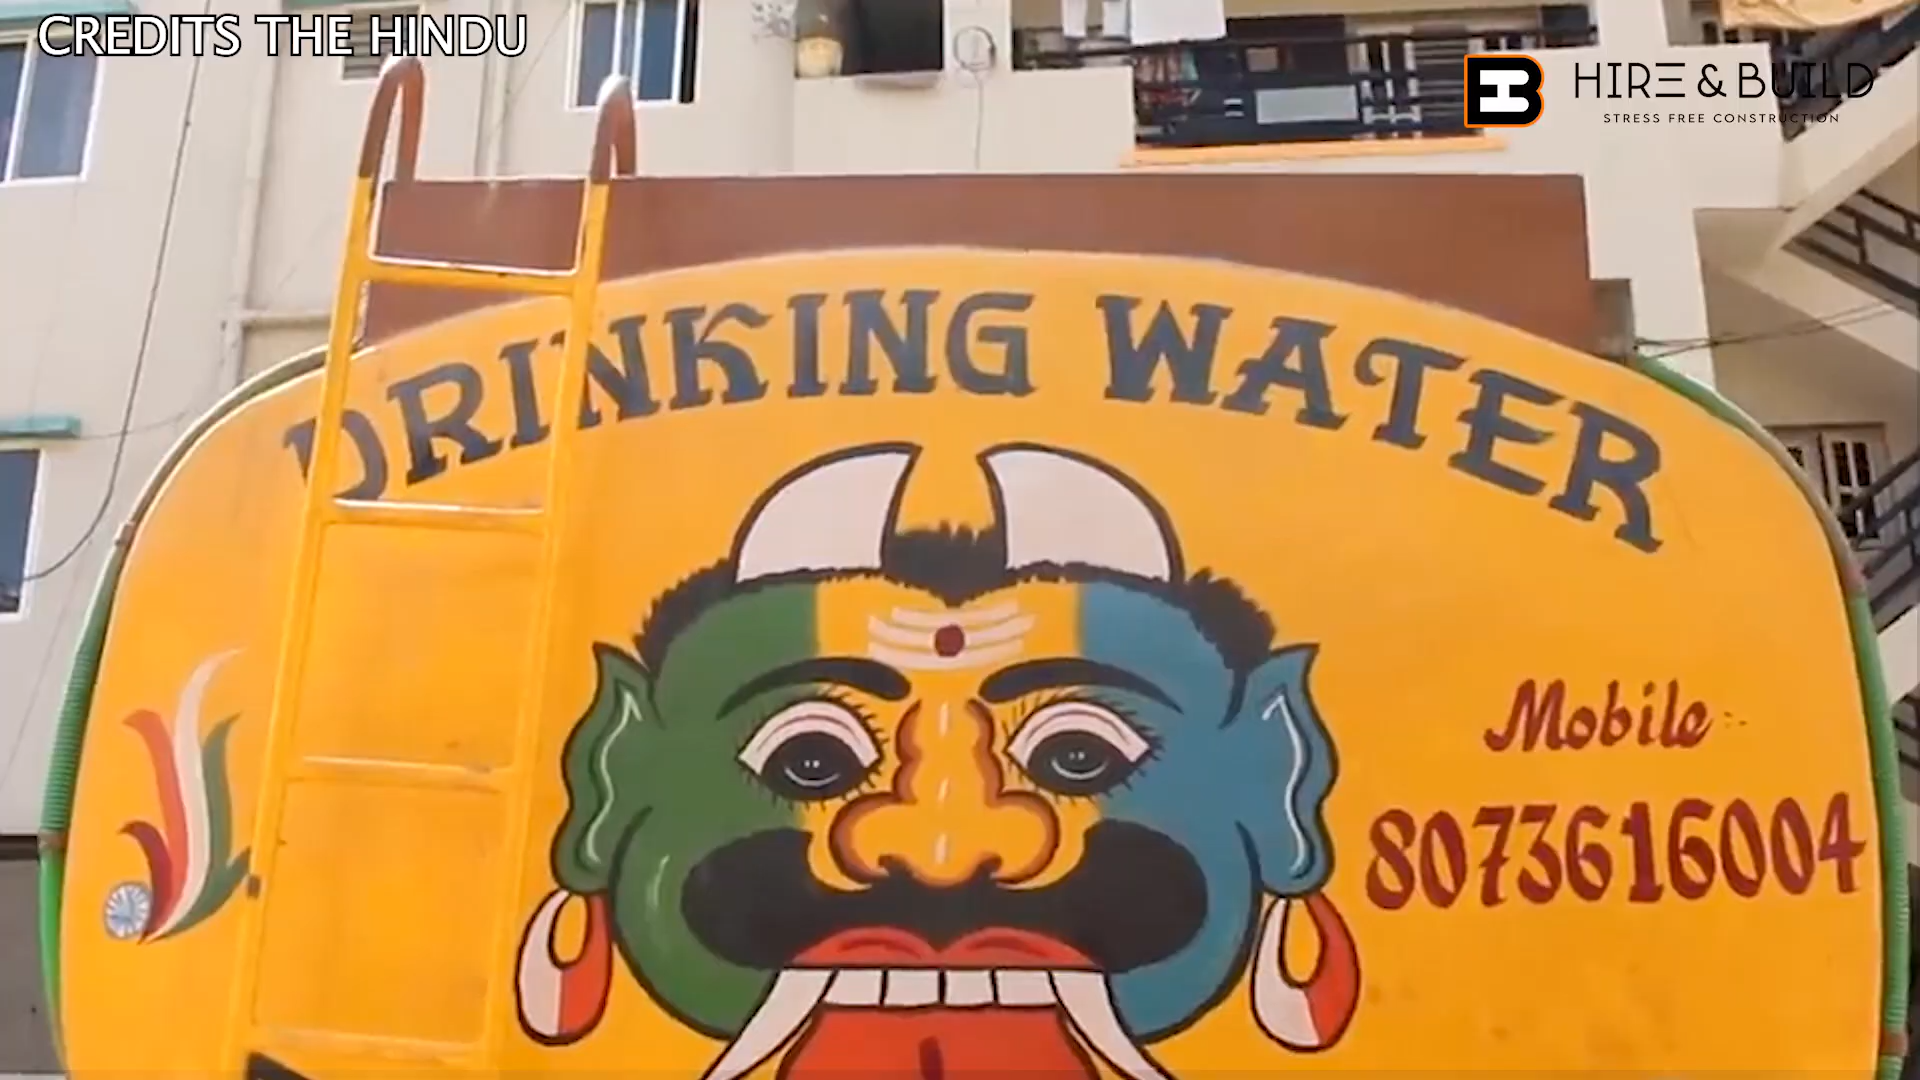 CREDITS THE HINDU
HIRE & BUILD
STRESS FREE CONSTRUCTION
DRINKING WATER
Mobile:-
8073616004